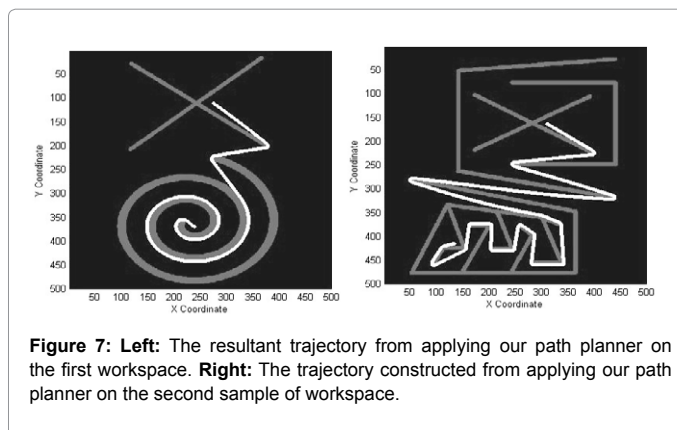 50
100
150
200
250
300
350
400
450
500
Y Coordinate
50 100 150 200 250 300 350 400 450 500
X Coordinate
50
100
150
200
250
300
350
400
450
500
Y Coordinate
50 100 150 200 250 300 350 400 450 500
X Coordinate
Figure 7: Left: The resultant trajectory from applying our path planner on
the first workspace. Right: The trajectory constructed from applying our path
planner on the second sample of workspace.